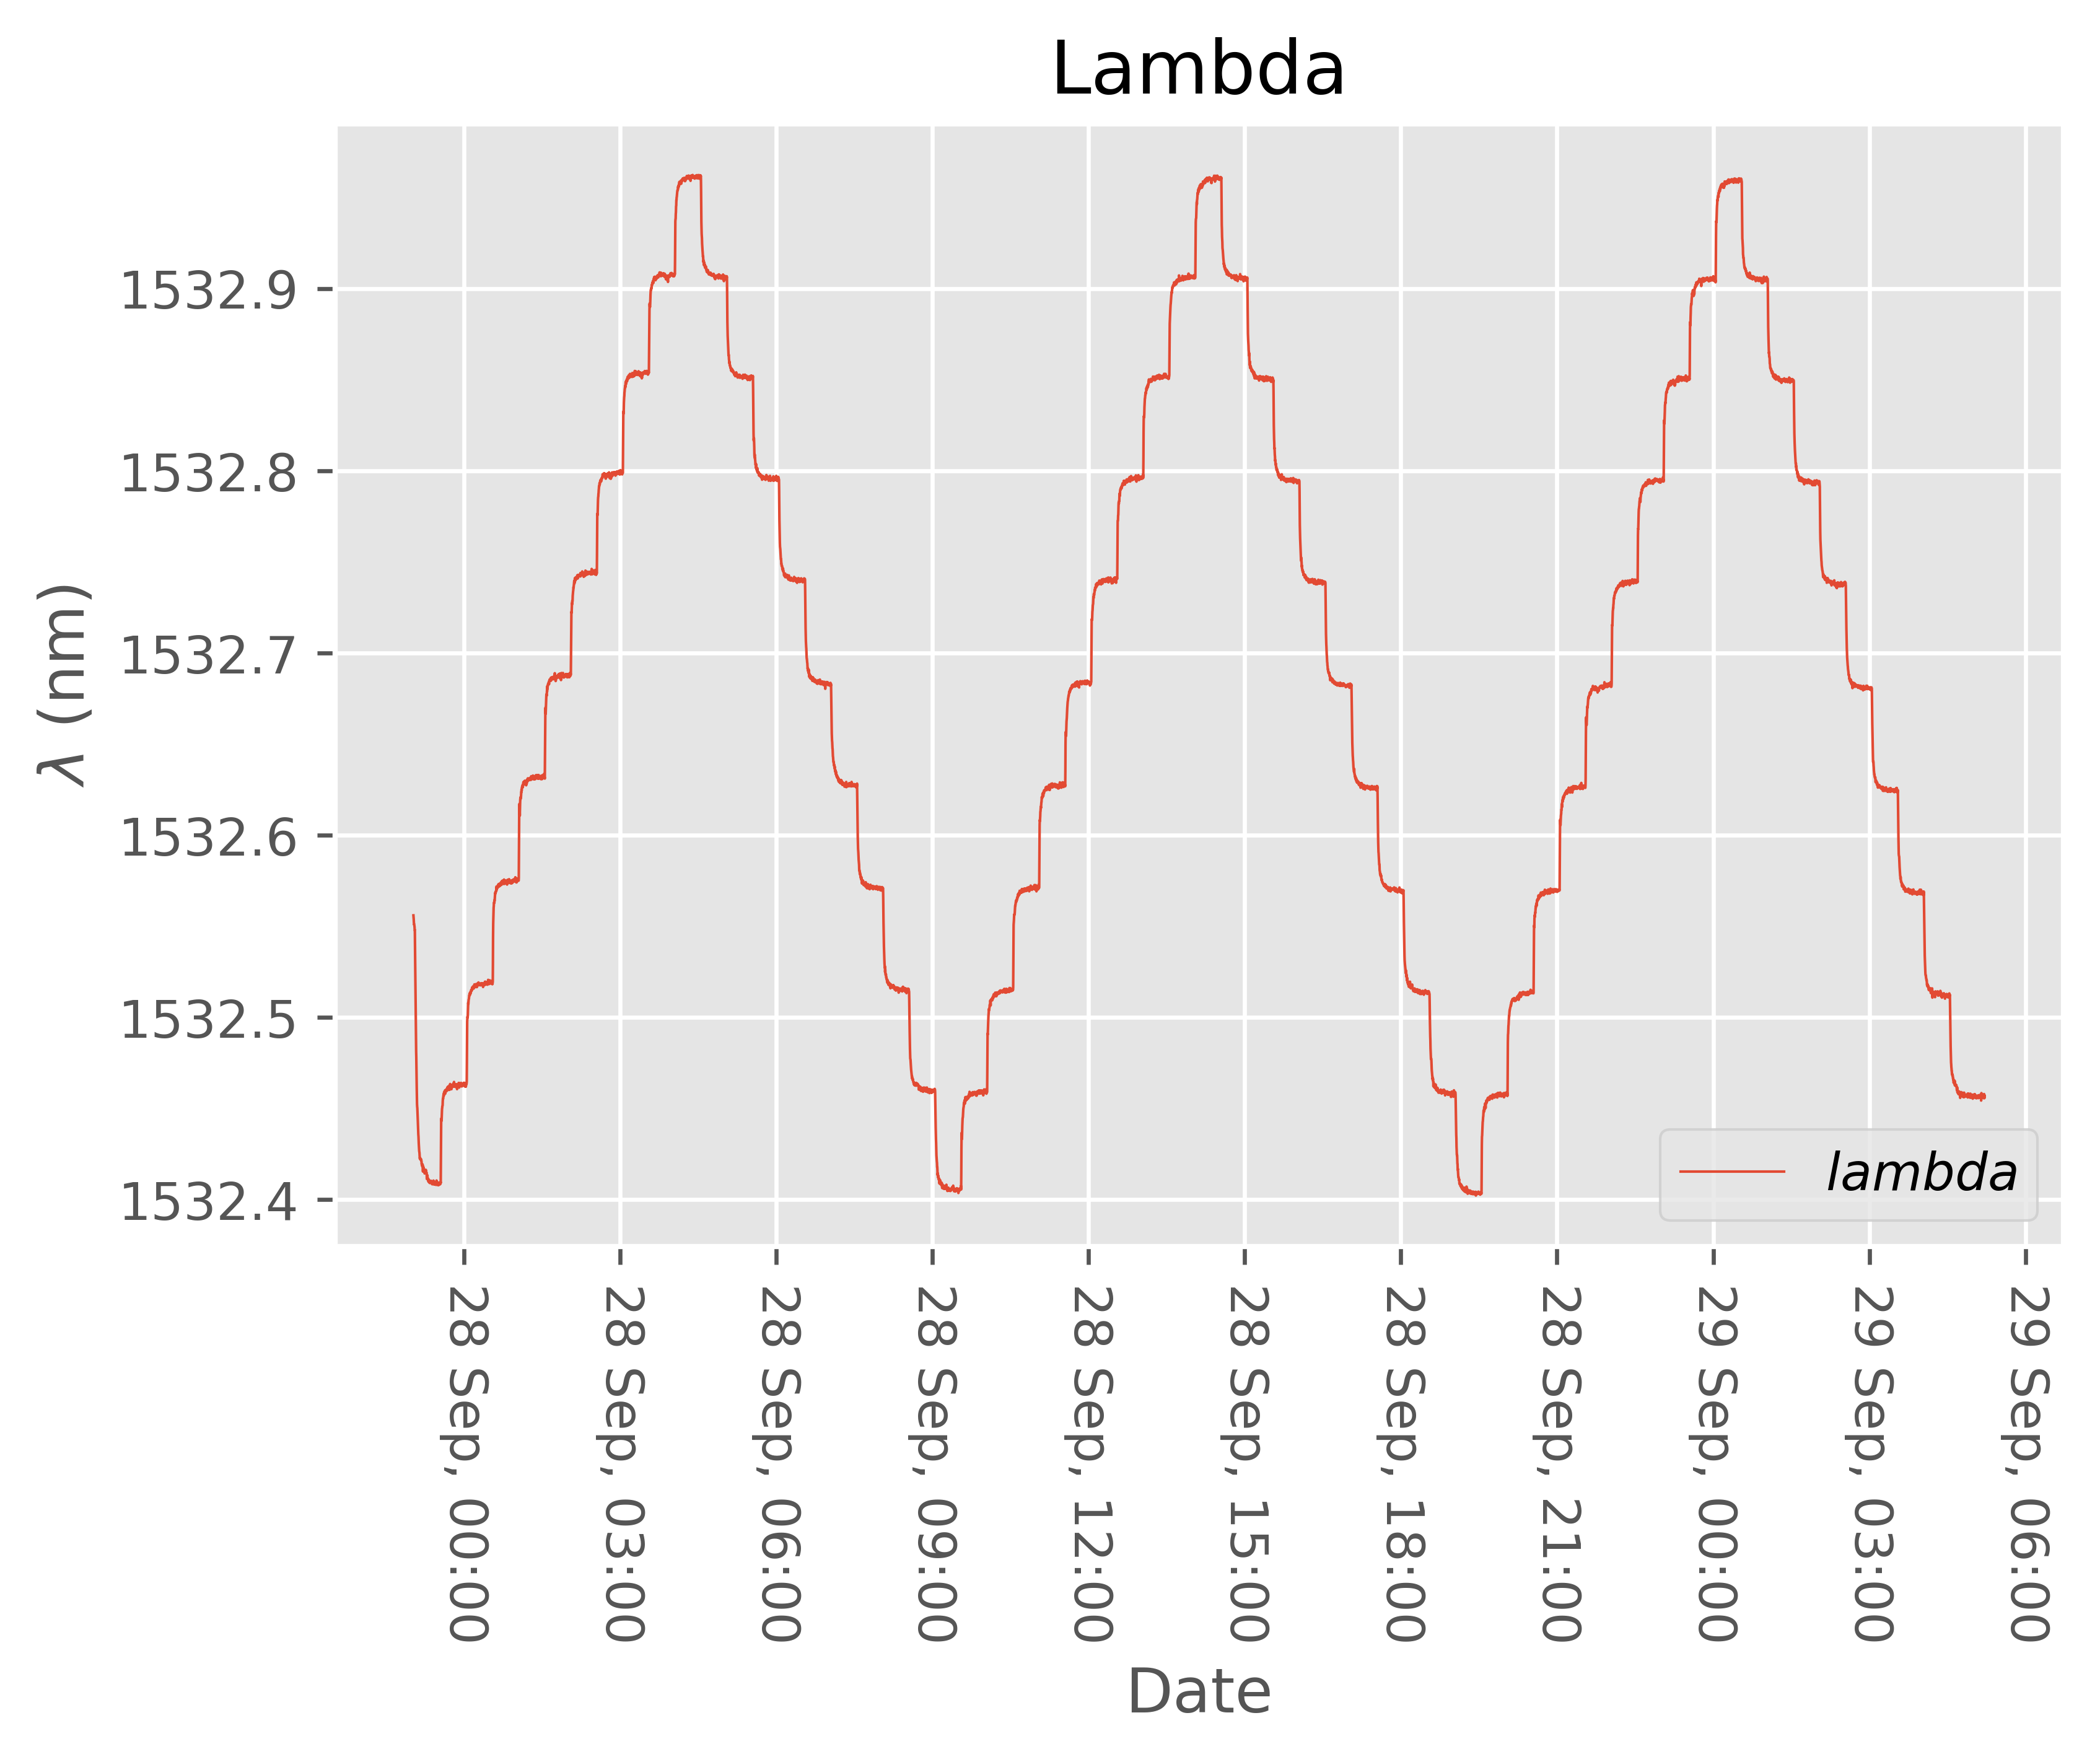 Lambda
λ (nm)
1532.9
1532.8
1532.7
1532.6
1532.5
1532.4
lambda
28 Sep, 00:00
28 Sep, 03:00
28 Sep, 06:00
28 Sep, 09:00
28 Sep, 12:00
28 Sep, 15:00
28 Sep, 18:00
28 Sep, 21:00
29 Sep, 00:00
29 Sep, 03:00
29 Sep, 06:00
Date